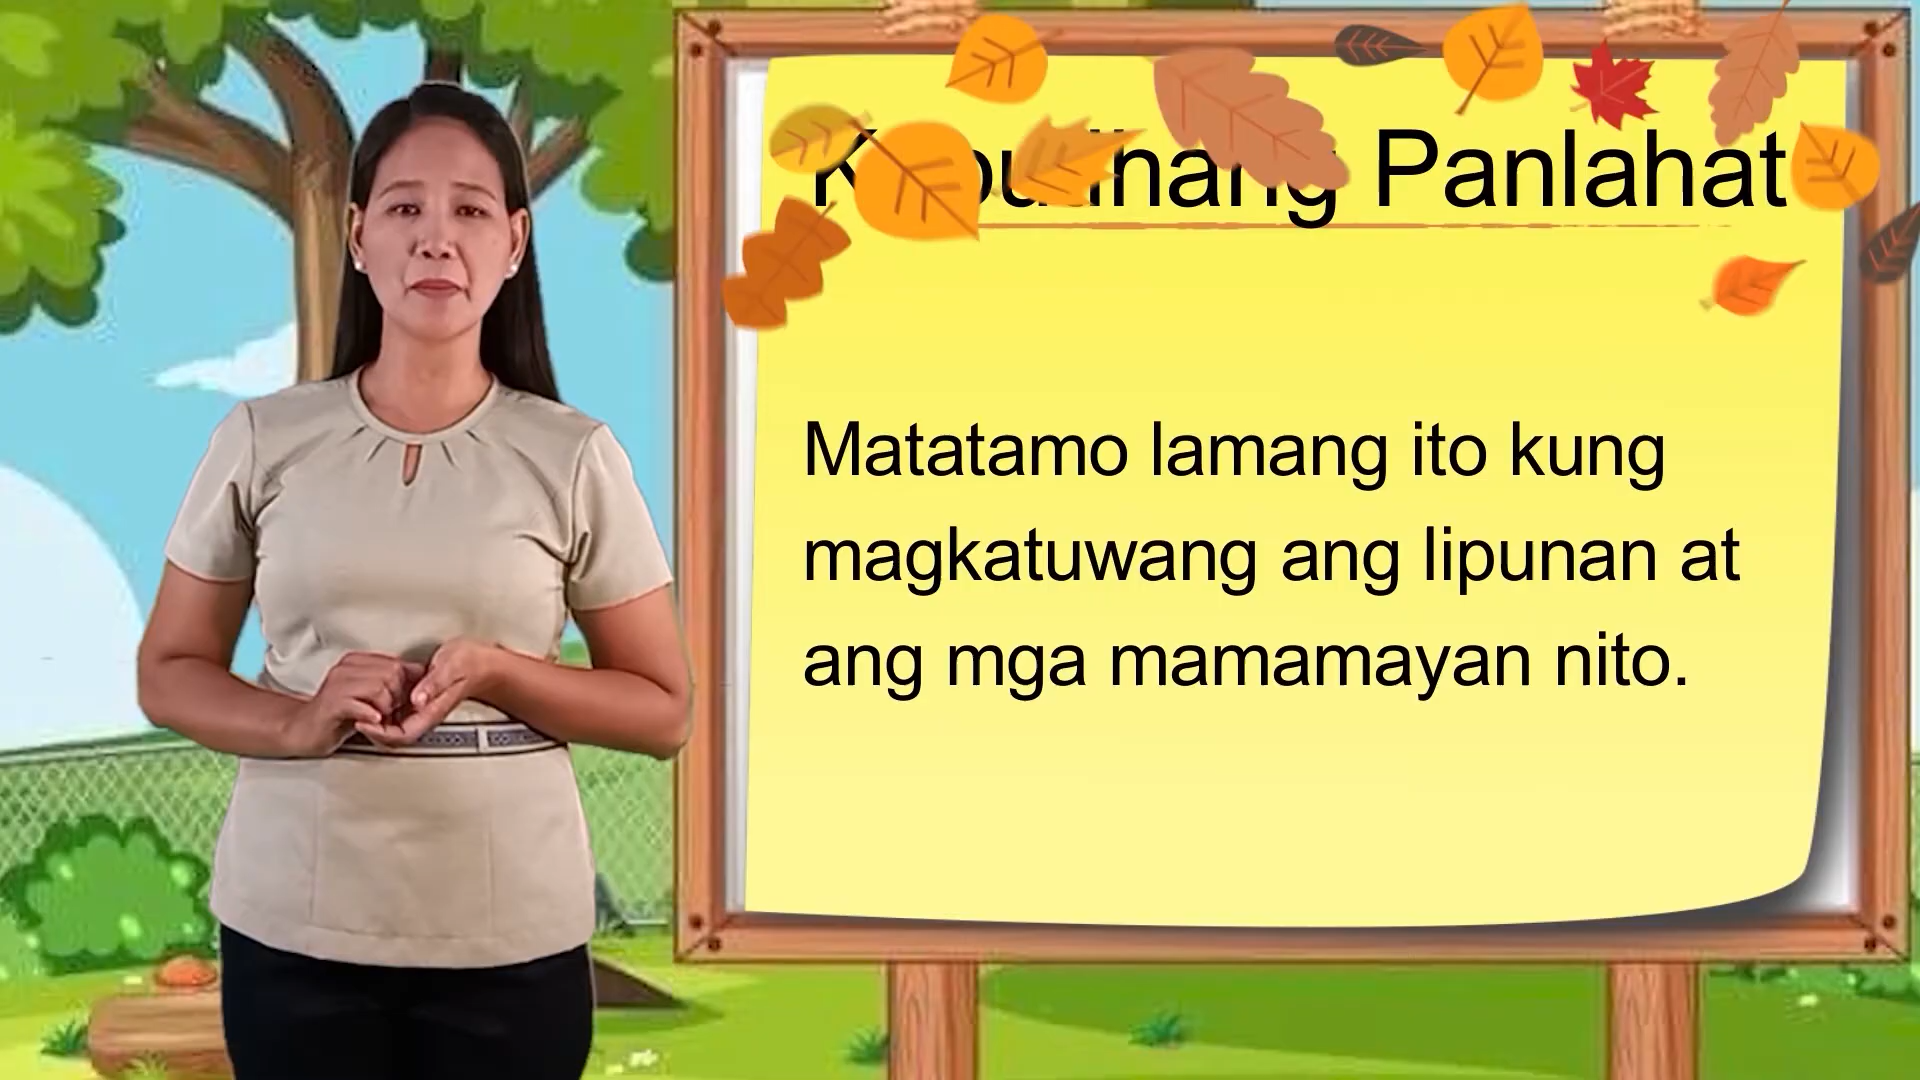 Panlahat
Matatamo lamang ito kung
magkatuwang ang lipunan at
ang mga mamamayan nito.